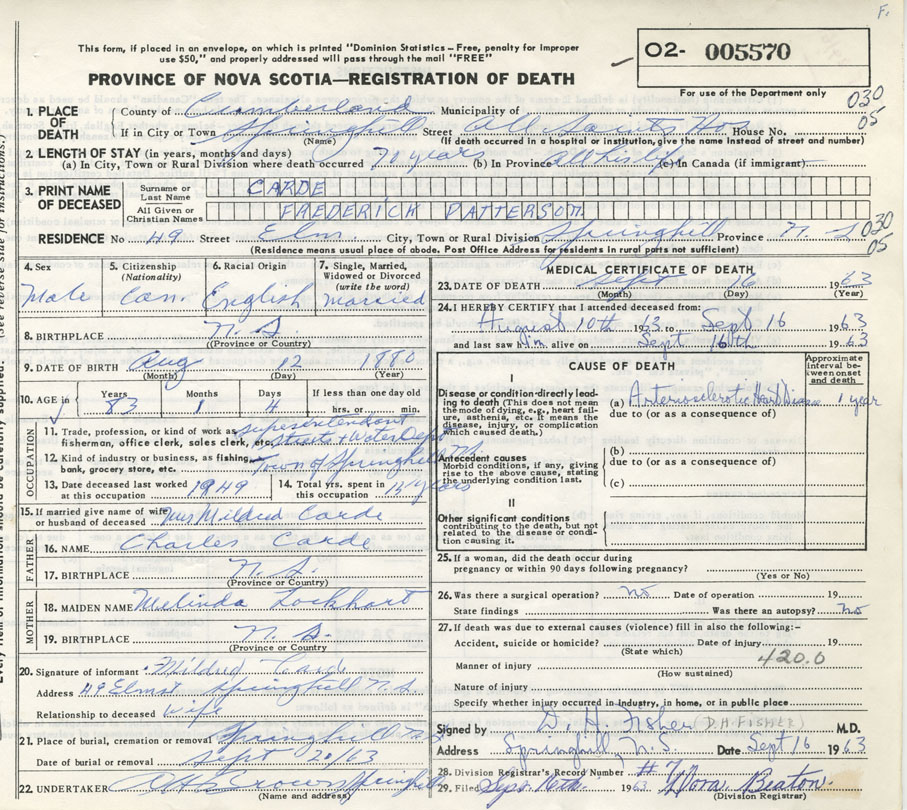 This form, if placed in an envelope, on which is printed "Dominion Statistics – Free, penalty for improper
use $50," and properly addressed will pass through the mail "FREE"
O2- 005570
For use of the Department only
PROVINCE OF NOVA SCOTIA—REGISTRATION OF DEATH
1. PLACE OF DEATH
County of Cumberland Municipality of 030
If in City or Town Springhill Street All Saints Hos House No. 05
(Name) (If death occurred in a hospital or institution, give the name instead of street and number)
2. LENGTH OF STAY (in years, months and days)
(a) In City, Town or Rural Division where death occurred 70 years (b) In Province all his life (c) in Canada (if immigrant)
3. PRINT NAME OF DECEASED
Surname or Last Name CARDE
All Given or Christian Names FREDERICK PATTERSON
RESIDENCE No 49 Street Elm City, Town or Rural Division Springhill Province N. S 030
(Residence means usual place of abode. Post Office Address for residents in rural parts not sufficient) 05
4. Sex Male
5. Citizenship (Nationality) Can.
6. Racial Origin English
7. Single, Married, Widowed or Divorced (write the word) married
8. BIRTHPLACE N. S.
(Province or Country)
9. DATE OF BIRTH Aug 12 1880
(Month) (Day) (Year)
10. AGE in Years 83 Months 1 Days 4 If less than one day old hrs. or min.
OCCUPATION
11. Trade, profession, or kind of work as fisherman, office clerk, sales clerk, etc. Superintendent Streets + Water Dept
12. Kind of industry or business, as fishing, bank, grocery store, etc. Town of Springhill N.S.
13. Date deceased last worked at this occupation 1949
14. Total yrs. spent in this occupation years
15. If married give name of wife or husband of deceased Mrs Mildred Carde
FATHER
16. NAME Charles Carde
17. BIRTHPLACE N. S.
(Province or Country)
MOTHER
18. MAIDEN NAME Melinda Lockhart
19. BIRTHPLACE N. S.
(Province or Country)
20. Signature of informant Mildred Carde
Address 49 Elm St Springhill N. S.
Relationship to deceased wife
21. Place of burial, cremation or removal Springhill N.S.
Date of burial or removal Sept 20/63
22. UNDERTAKER A H Brown Springhill
(Name and address)
MEDICAL CERTIFICATE OF DEATH
23. DATE OF DEATH Sept 16 1963
(Month) (Day) (Year)
24. I HEREBY CERTIFY that I attended deceased from:
August 10th 1963 to Sept 16 1963
and last saw him alive on Sept 16th 1963
CAUSE OF DEATH
Approximate interval between onset and death
I
Disease or condition directly leading to death (This does not mean the mode of dying, e.g., heart failure, asthenia, etc. It means the disease, injury, or complication which caused death.)
(a) Arteriosclerotic Heart Disease 1 year
due to (or as a consequence of)
Antecedent causes
Morbid conditions, if any, giving rise to the above cause, stating the underlying condition last.
(b)
due to (or as a consequence of)
(c)
II
Other significant conditions
contributing to the death, but not related to the disease or condition causing it.
25. If a woman, did the death occur during
pregnancy or within 90 days following pregnancy?
(Yes or No)
26. Was there a surgical operation? no Date of operation 19
State findings Was there an autopsy? no
27. If death was due to external causes (violence) fill in also the following:–
Accident, suicide or homicide? Date of injury 19
(State which)
420.0
Manner of injury
(How sustained)
Nature of injury
Specify whether injury occurred in industry, in home, or in public place
Signed by D. H. Fisher (D H FISHER) M.D.
Address Springhill, N.S. Date Sept 16 1963
28. Division Registrar's Record Number
29. Filed Sept 1963 Beaton
(Division Registrar)